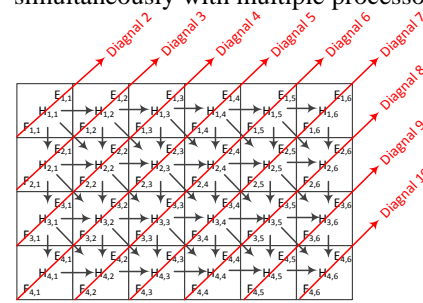 simultaneously with multiple processo
Diagnal 2
Diagnal 3
Diagnal 4
Diagnal 5
Diagnal 6
Diagnal 7
Diagnal 8
Diagnal 9
Diagnal 10
E1,1 E1,2 E1,3 E1,4 E1,5 E1,6
H1,1 H1,2 H1,3 H1,4 H1,5 H1,6
F1,1 F1,2 F1,3 F1,4 F1,5 F1,6
E2,1 E2,2 E2,3 E2,4 E2,5 E2,6
H2,1 H2,2 H2,3 H2,4 H2,5 H2,6
F2,1 F2,2 F2,3 F2,4 F2,5 F2,6
E3,1 E3,2 E3,3 E3,4 E3,5 E3,6
H3,1 H3,2 H3,3 H3,4 H3,5 H3,6
F3,1 F3,2 F3,3 F3,4 F3,5 F3,6
E4,1 E4,2 E4,3 E4,4 E4,5 E4,6
H4,1 H4,2 H4,3 H4,4 H4,5 H4,6
F4,1 F4,2 F4,3 F4,4 F4,5 F4,6